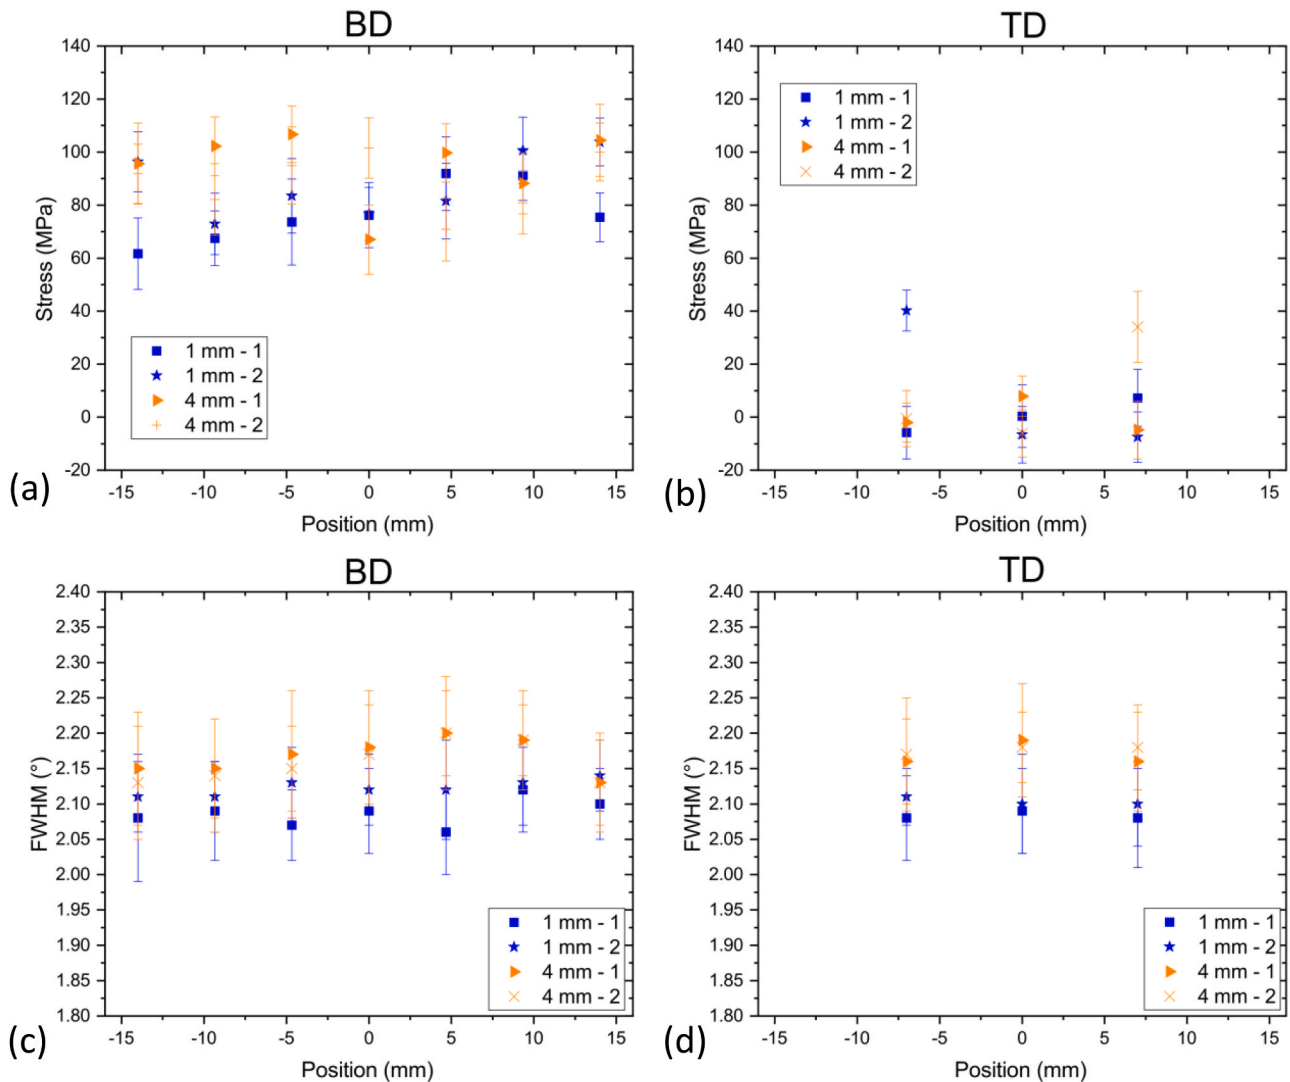 BD
140
120
100
80
60
40
20
0
-20
Stress (MPa)
1 mm - 1
1 mm - 2
4 mm - 1
4 mm - 2
-15
-10
-5
0
5
10
15
Position (mm)
(a)
TD
140
120
100
80
60
40
20
0
-20
Stress (MPa)
1 mm - 1
1 mm - 2
4 mm - 1
4 mm - 2
-15
-10
-5
0
5
10
15
Position (mm)
(b)
BD
2.40
2.35
2.30
2.25
2.20
2.15
2.10
2.05
2.00
1.95
1.90
1.85
1.80
FWHM (°)
1 mm - 1
1 mm - 2
4 mm - 1
4 mm - 2
-15
-10
-5
0
5
10
15
Position (mm)
(c)
TD
2.40
2.35
2.30
2.25
2.20
2.15
2.10
2.05
2.00
1.95
1.90
1.85
1.80
FWHM (°)
1 mm - 1
1 mm - 2
4 mm - 1
4 mm - 2
-15
-10
-5
0
5
10
15
Position (mm)
(d)